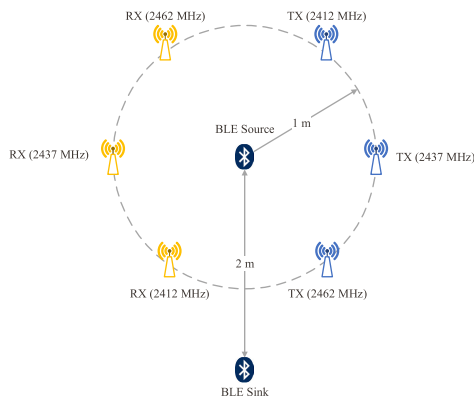 RX (2462 MHz)
TX (2412 MHz)
1 m
BLE Source
RX (2437 MHz)
TX (2437 MHz)
2 m
RX (2412 MHz)
TX (2462 MHz)
BLE Sink